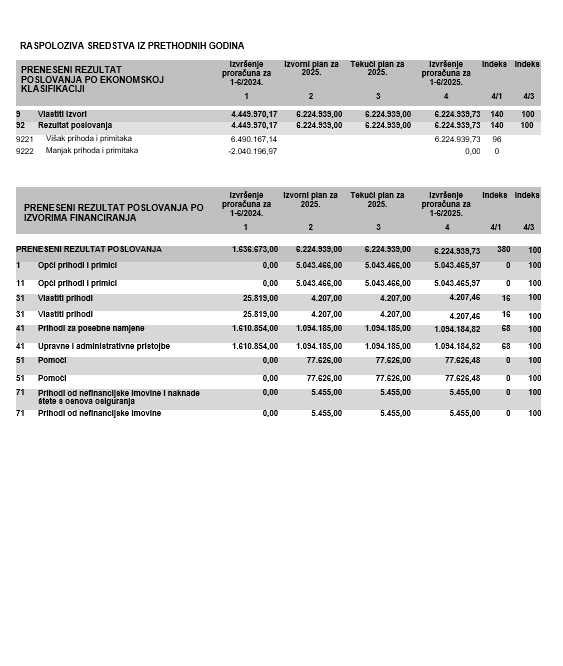 RASPOLOZIVA SREDSTVA IZ PRETHODNIH GODINA
PRENESENI REZULTAT POSLOVANJA PO EKONOMSKOJ KLASIFIKACIJI
Izvršenje proračuna za 1-6/2024. Izvorni plan za 2025. Tekući plan za 2025. Izvršenje proračuna za 1-6/2025. Indeks Indeks
1 2 3 4 4/1 4/3
9 Vlastiti izvori 4.449.970,17 6.224.939,00 6.224.939,00 6.224.939,73 140 100
92 Rezultat poslovanja 4.449.970,17 6.224.939,00 6.224.939,00 6.224.939,73 140 100
9221 Višak prihoda i primitaka 6.490.167,14 6.224.939,73 96
9222 Manjak prihoda i primitaka -2.040.196,97 0,00 0
PRENESENI REZULTAT POSLOVANJA PO IZVORIMA FINANCIRANJA
Izvršenje proračuna za 1-6/2024. Izvorni plan za 2025. Tekući plan za 2025. Izvršenje proračuna za 1-6/2025. Indeks Indeks
1 2 3 4 4/1 4/3
PRENESENI REZULTAT POSLOVANJA 1.636.673,00 6.224.939,00 6.224.939,00 6.224.939,73 380 100
1 Opći prihodi i primici 0,00 5.043.466,00 5.043.466,00 5.043.465,97 0 100
11 Opći prihodi i primici 0,00 5.043.466,00 5.043.466,00 5.043.465,97 0 100
31 Vlastiti prihodi 25.819,00 4.207,00 4.207,00 4.207,46 16 100
31 Vlastiti prihodi 25.819,00 4.207,00 4.207,00 4.207,46 16 100
41 Prihodi za posebne namjene 1.610.854,00 1.094.185,00 1.094.185,00 1.094.184,82 68 100
41 Upravne i administrativne pristojbe 1.610.854,00 1.094.185,00 1.094.185,00 1.094.184,82 68 100
51 Pomoći 0,00 77.626,00 77.626,00 77.626,48 0 100
51 Pomoći 0,00 77.626,00 77.626,00 77.626,48 0 100
71 Prihodi od nefinancijske imovine i naknade štete s osnova osiguranja 0,00 5.455,00 5.455,00 5.455,00 0 100
71 Prihodi od nefinancijske imovine 0,00 5.455,00 5.455,00 5.455,00 0 100